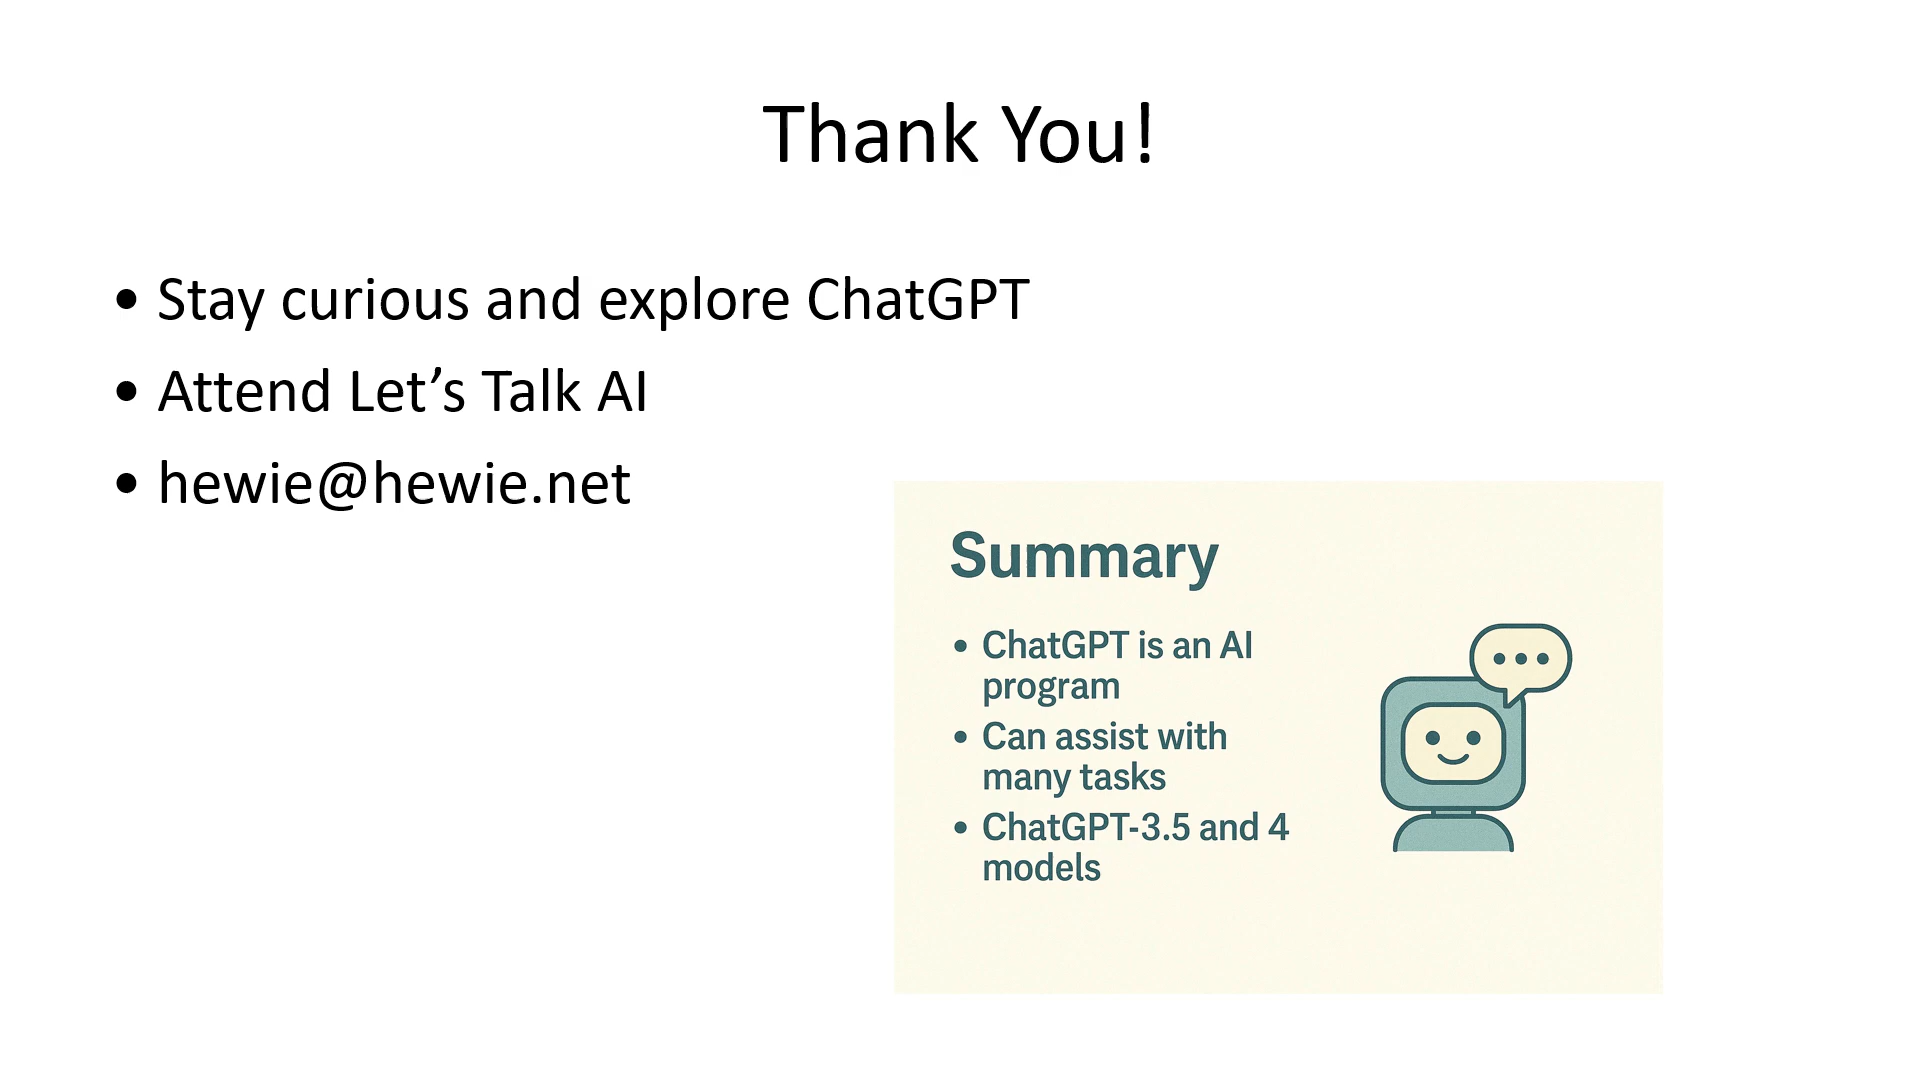 Thank You!
• Stay curious and explore ChatGPT
• Attend Let’s Talk AI
• hewie@hewie.net
Summary
• ChatGPT is an AI
program
• Can assist with
many tasks
• ChatGPT-3.5 and 4
models